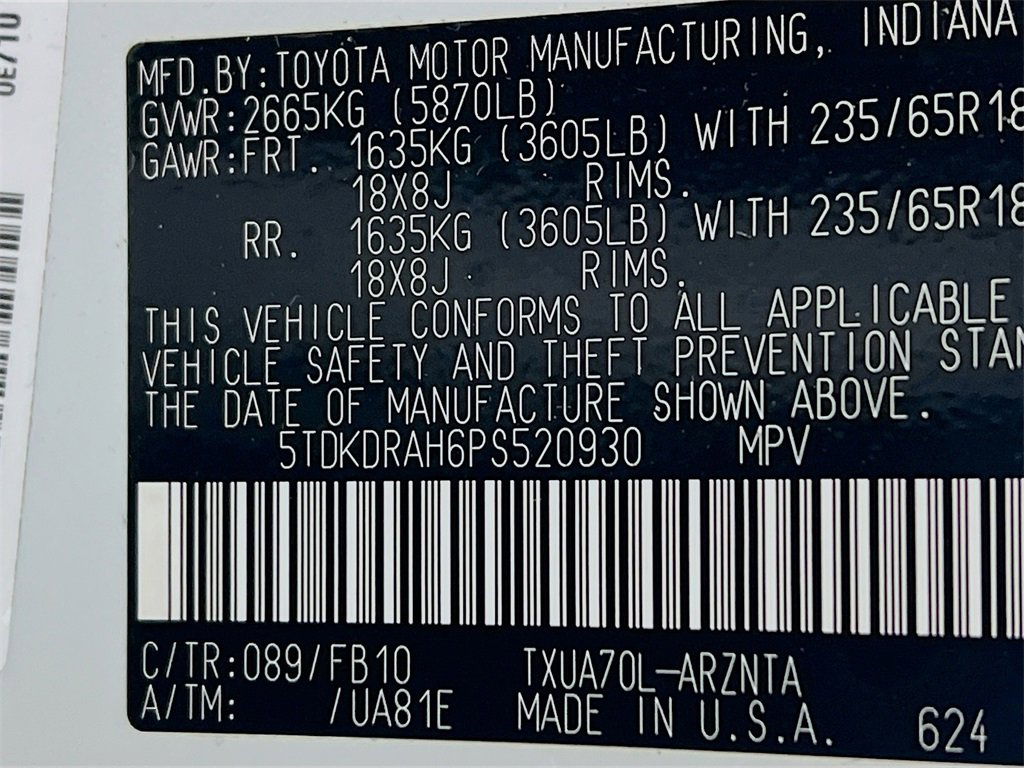 MFD.BY:TOYOTA MOTOR MANUFACTURING, INDIANA
GVWR:2665KG (5870LB)
GAWR:FRT. 1635KG (3605LB) WITH 235/65R18
18X8J RIMS.
RR. 1635KG (3605LB) WITH 235/65R18
18X8J RIMS.
THIS VEHICLE CONFORMS TO ALL APPLICABLE
VEHICLE SAFETY AND THEFT PREVENTION STAN
THE DATE OF MANUFACTURE SHOWN ABOVE.
5TDKDRAH6PS520930 MPV
C/TR:089/FB10 TXUA70L-ARZNTA
A/TM: /UA81E MADE IN U.S.A. 624